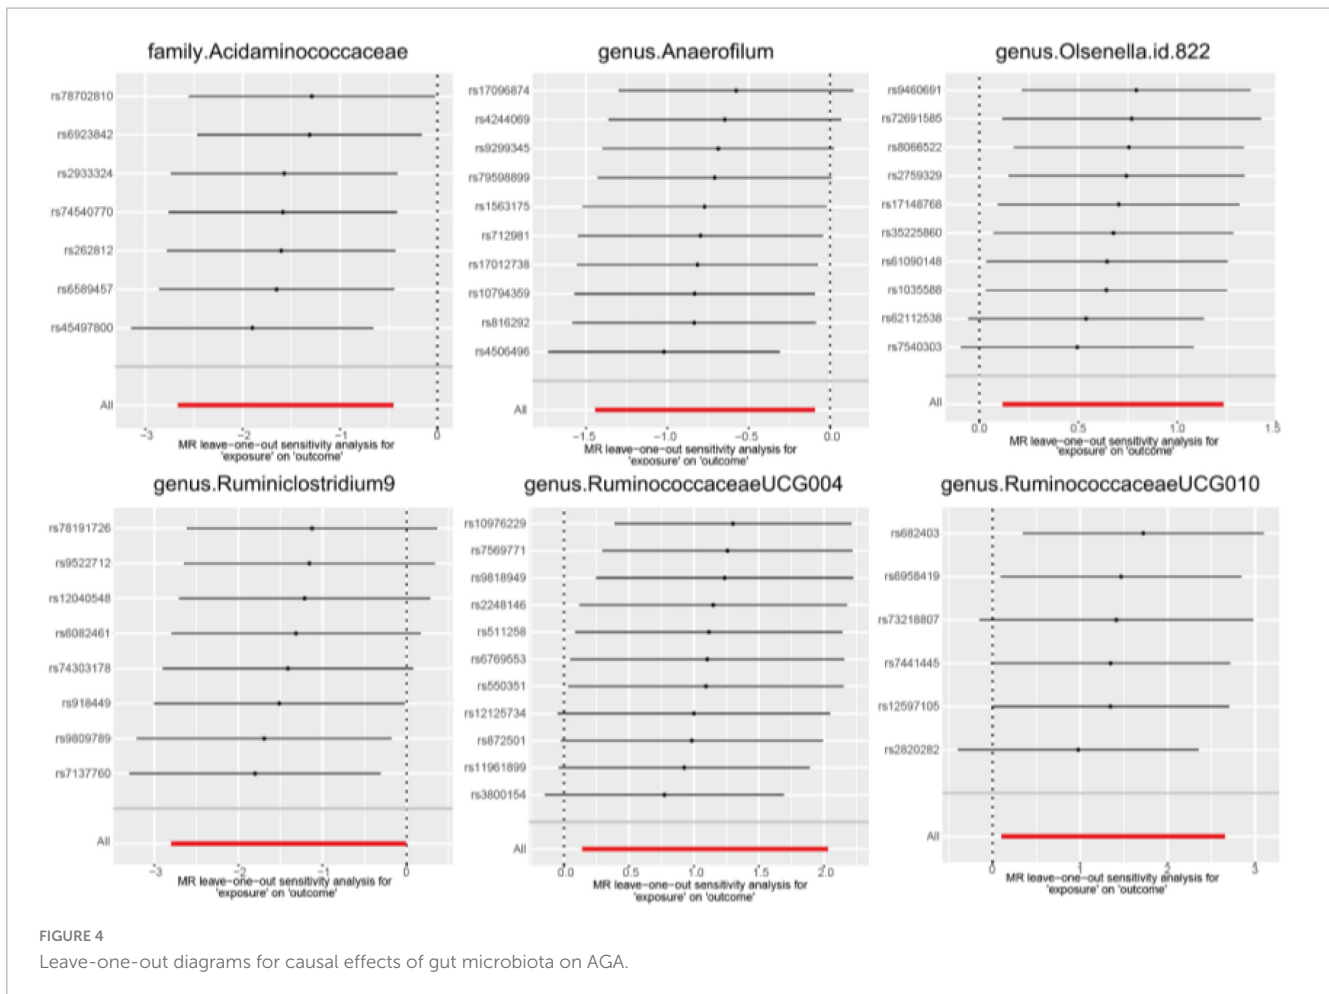 family.Acidaminococcaceae
rs78702810
rs6923842
rs2933324
rs74540770
rs262812
rs6589457
rs45497800
All
−3 −2 −1 0
MR leave−one−out sensitivity analysis for
'exposure' on 'outcome'
genus.Anaerofilum
rs17096874
rs4244069
rs9299345
rs79598899
rs1563175
rs712981
rs17012738
rs10794359
rs816292
rs4506496
All
−1.5 −1.0 −0.5 0.0
MR leave−one−out sensitivity analysis for
'exposure' on 'outcome'
genus.Olsenella.id.822
rs9460691
rs72691585
rs8066522
rs2759329
rs17148768
rs35225860
rs61090148
rs1035586
rs62112538
rs7540303
All
0.0 0.5 1.0 1.5
MR leave−one−out sensitivity analysis for
'exposure' on 'outcome'
genus.Ruminiclostridium9
rs78191726
rs9522712
rs12040548
rs6082461
rs74303178
rs918449
rs9809789
rs7137760
All
−3 −2 −1 0
MR leave−one−out sensitivity analysis for
'exposure' on 'outcome'
genus.RuminococcaceaeUCG004
rs10976229
rs7569771
rs9818949
rs2248146
rs511258
rs6769553
rs550351
rs12125734
rs872501
rs11961899
rs3800154
All
0.0 0.5 1.0 1.5 2.0
MR leave−one−out sensitivity analysis for
'exposure' on 'outcome'
genus.RuminococcaceaeUCG010
rs682403
rs6958419
rs73218807
rs7441445
rs12597105
rs2820282
All
0 1 2 3
MR leave−one−out sensitivity analysis for
'exposure' on 'outcome'
FIGURE 4
Leave-one-out diagrams for causal effects of gut microbiota on AGA.